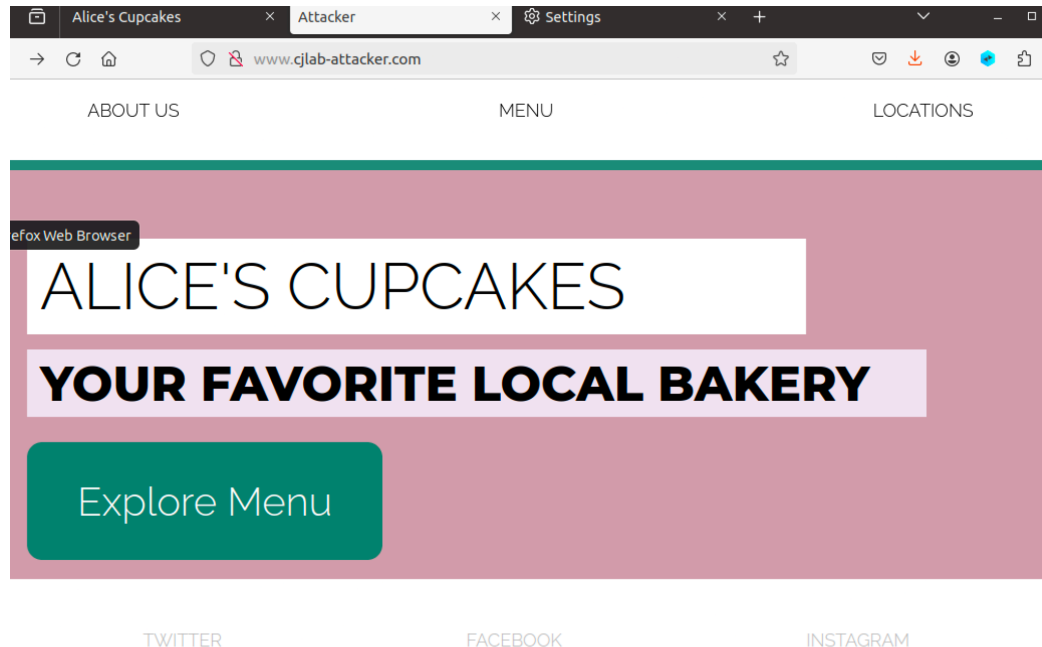 Alice's Cupcakes Attacker Settings
www.cjlab-attacker.com
ABOUT US MENU LOCATIONS
efox Web Browser
ALICE'S CUPCAKES
YOUR FAVORITE LOCAL BAKERY
Explore Menu
TWITTER FACEBOOK INSTAGRAM